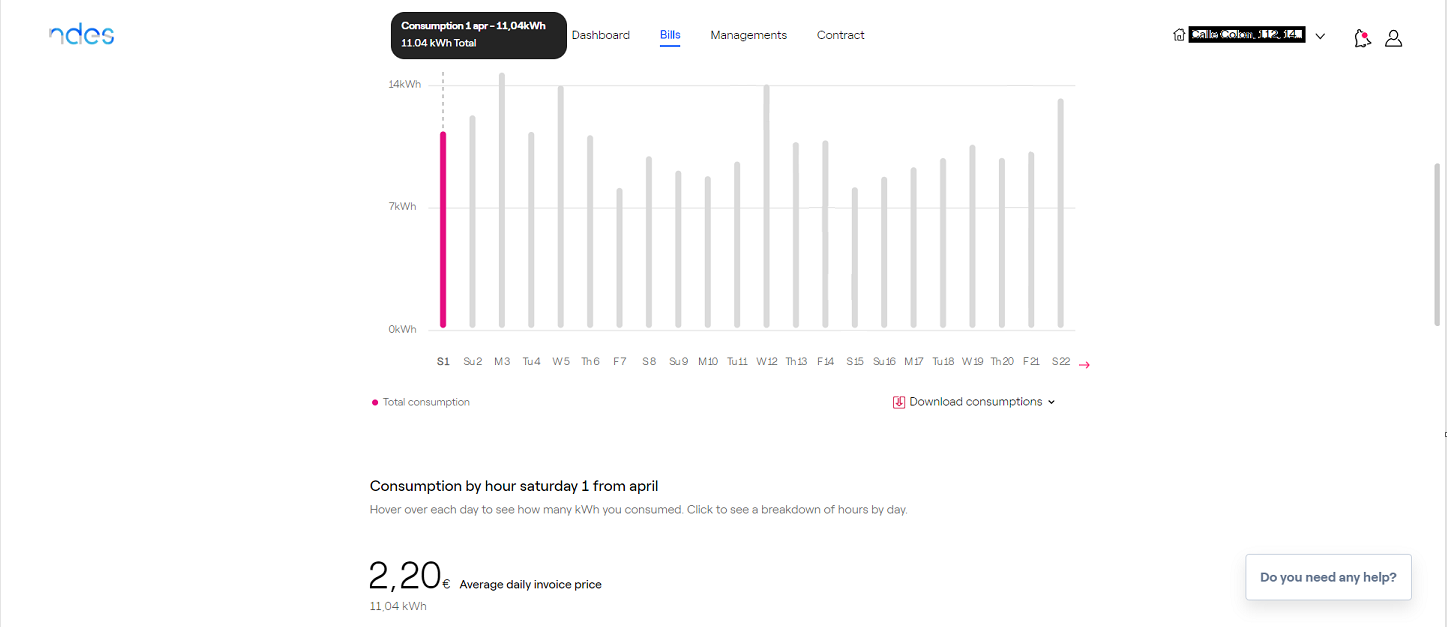 ndes
Consumption 1 apr - 11,04kWh
11.04 kWh Total
Dashboard
Bills
Managements
Contract
14kWh
7kWh
0kWh
S1 Su2 M3 Tu4 W5 Th6 F7 S8 Su9 M10 Tu11 W12 Th13 F14 S15 Su16 M17 Tu18 W19 Th20 F21 S22
Total consumption
Download consumptions
Consumption by hour saturday 1 from april
Hover over each day to see how many kWh you consumed. Click to see a breakdown of hours by day.
2,20€ Average daily invoice price
11,04 kWh
Do you need any help?